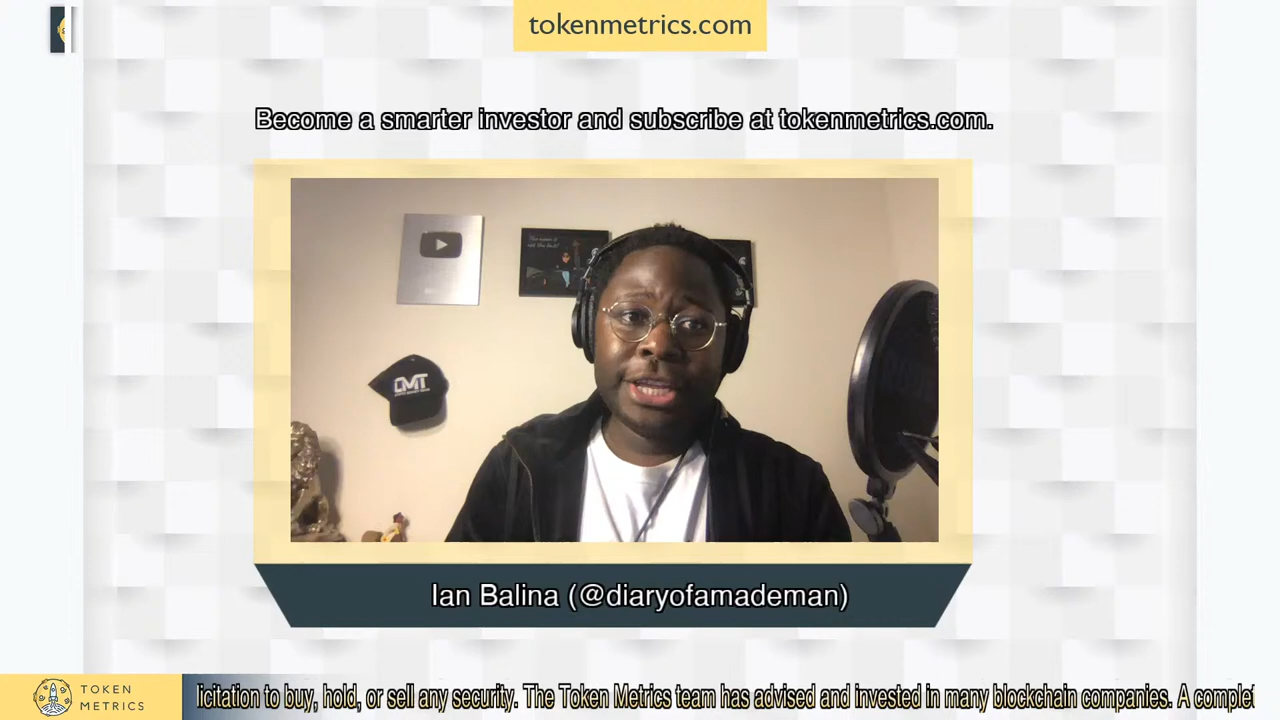 tokenmetrics.com
Become a smarter investor and subscribe at tokenmetrics.com.
Ian Balina (@diaryofamademan)
TOKEN
METRICS
licitation to buy, hold, or sell any security. The Token Metrics team has advised and invested in many blockchain companies. A complet